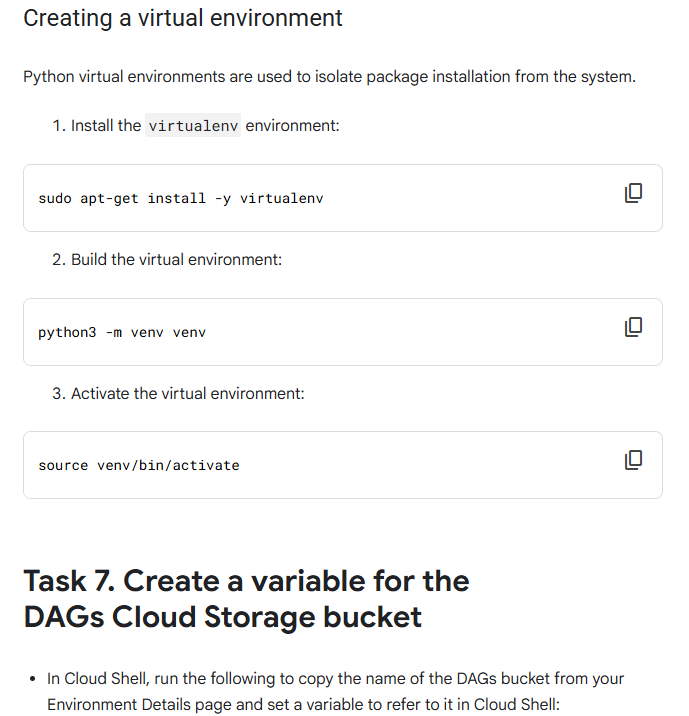 Creating a virtual environment
Python virtual environments are used to isolate package installation from the system.
1. Install the virtualenv environment:
sudo apt-get install -y virtualenv
2. Build the virtual environment:
python3 -m venv venv
3. Activate the virtual environment:
source venv/bin/activate
Task 7. Create a variable for the
DAGs Cloud Storage bucket
• In Cloud Shell, run the following to copy the name of the DAGs bucket from your
Environment Details page and set a variable to refer to it in Cloud Shell: